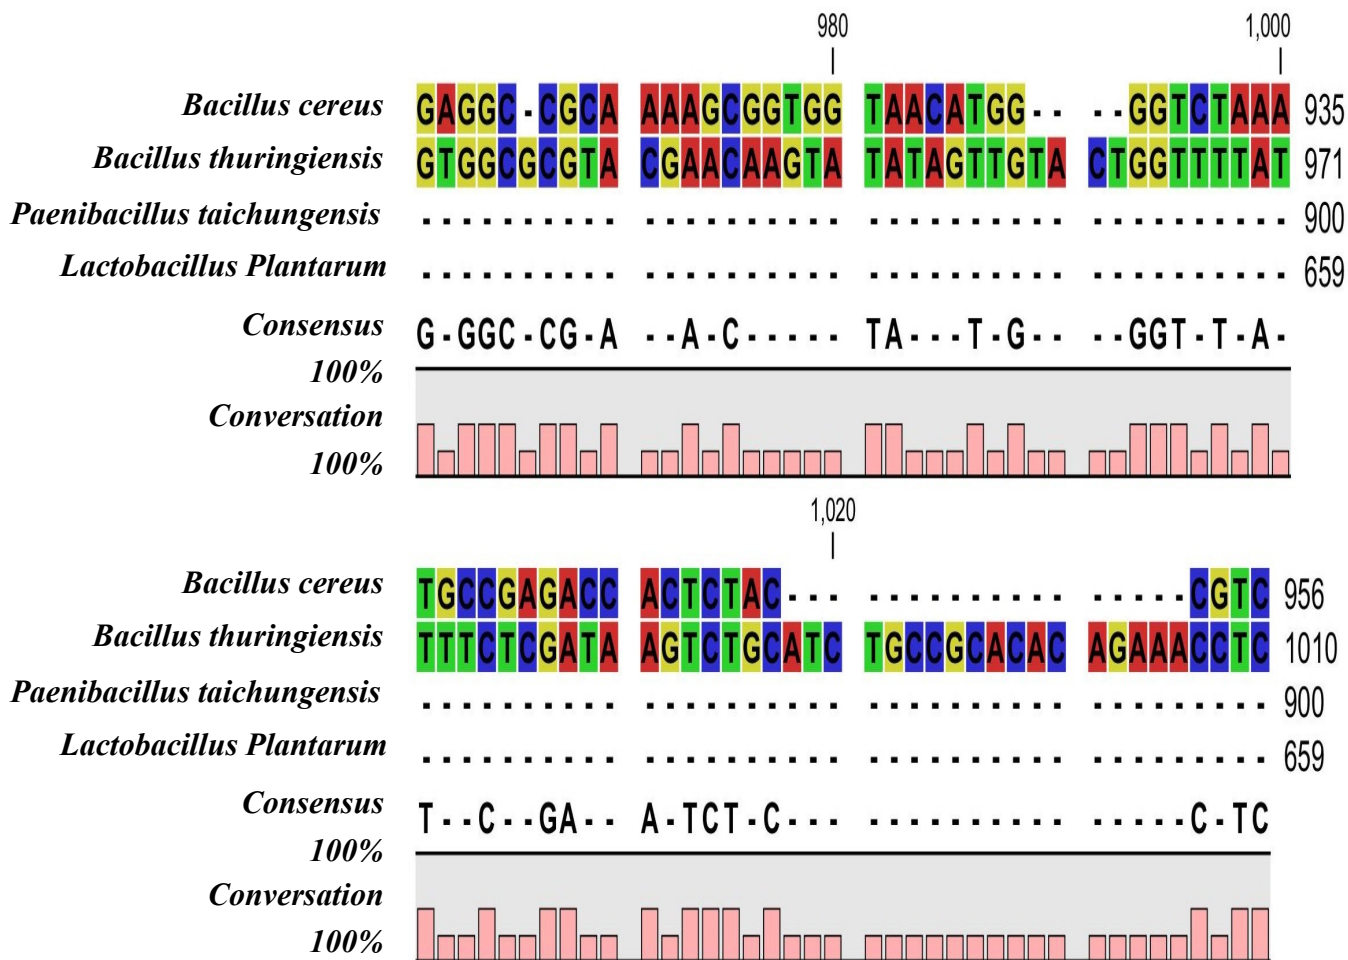 980 1,000
Bacillus cereus GAGGC-CGCA AAAGCGGTGG TAACATGG-- --GGTCTAAA 935
Bacillus thuringiensis GTGGCGCGTA CGAACAAGTA TATAGTTGTA CTGGTTTTAT 971
Paenibacillus taichungensis ---------- ---------- ---------- ---------- 900
Lactobacillus Plantarum ---------- ---------- ---------- ---------- 659
Consensus G-GGC-CG-A --A-C----- TA---T-G-- --GGT-T-A-
100%
Conversation
100%
1,020
Bacillus cereus TGCCGAGACC ACTCTAC--- ---------- -----CGTC 956
Bacillus thuringiensis TTTCTCGATA AGTCTGCATC TGCCGCACAC AGAAACCTC 1010
Paenibacillus taichungensis ---------- ---------- ---------- --------- 900
Lactobacillus Plantarum ---------- ---------- ---------- --------- 659
Consensus T--C--GA-- A-TCT-C--- ---------- -----C-TC
100%
Conversation
100%